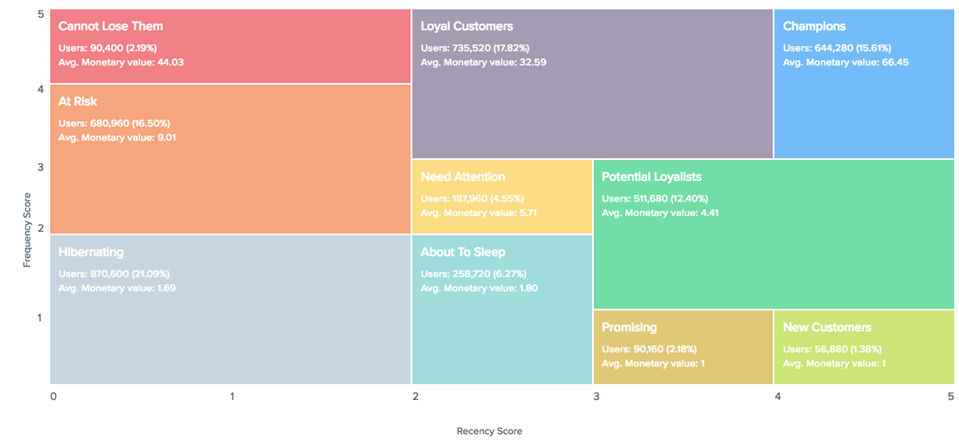 5
4
3
2
1
Frequency Score
Cannot Lose Them
Users: 90,400 (2.19%)
Avg. Monetary value: 44.03
Loyal Customers
Users: 735,520 (17.82%)
Avg. Monetary value: 32.59
Champions
Users: 644,280 (15.61%)
Avg. Monetary value: 66.45
At Risk
Users: 680,960 (16.50%)
Avg. Monetary value: 9.01
Need Attention
Users: 187,960 (4.55%)
Avg. Monetary value: 5.71
Potential Loyalists
Users: 511,680 (12.40%)
Avg. Monetary value: 4.41
Hibernating
Users: 870,600 (21.09%)
Avg. Monetary value: 1.69
About To Sleep
Users: 258,720 (6.27%)
Avg. Monetary value: 1.80
Promising
Users: 90,160 (2.18%)
Avg. Monetary value: 1
New Customers
Users: 56,880 (1.38%)
Avg. Monetary value: 1
0 1 2 3 4 5
Recency Score